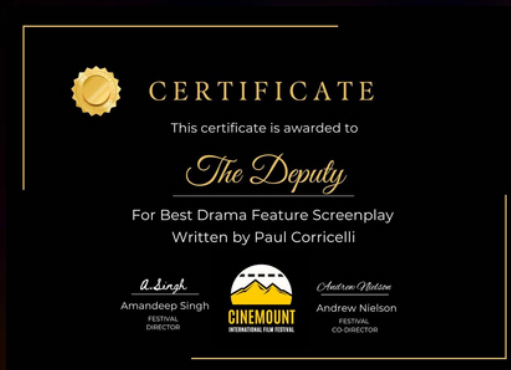 CERTIFICATE
This certificate is awarded to
The Deputy
For Best Drama Feature Screenplay
Written by Paul Corricelli
A.Singh
Amandeep Singh
FESTIVAL
DIRECTOR
CINEMOUNT
INTERNATIONAL FILM FESTIVAL
Andrew Nielson
Andrew Nielson
FESTIVAL
CO-DIRECTOR